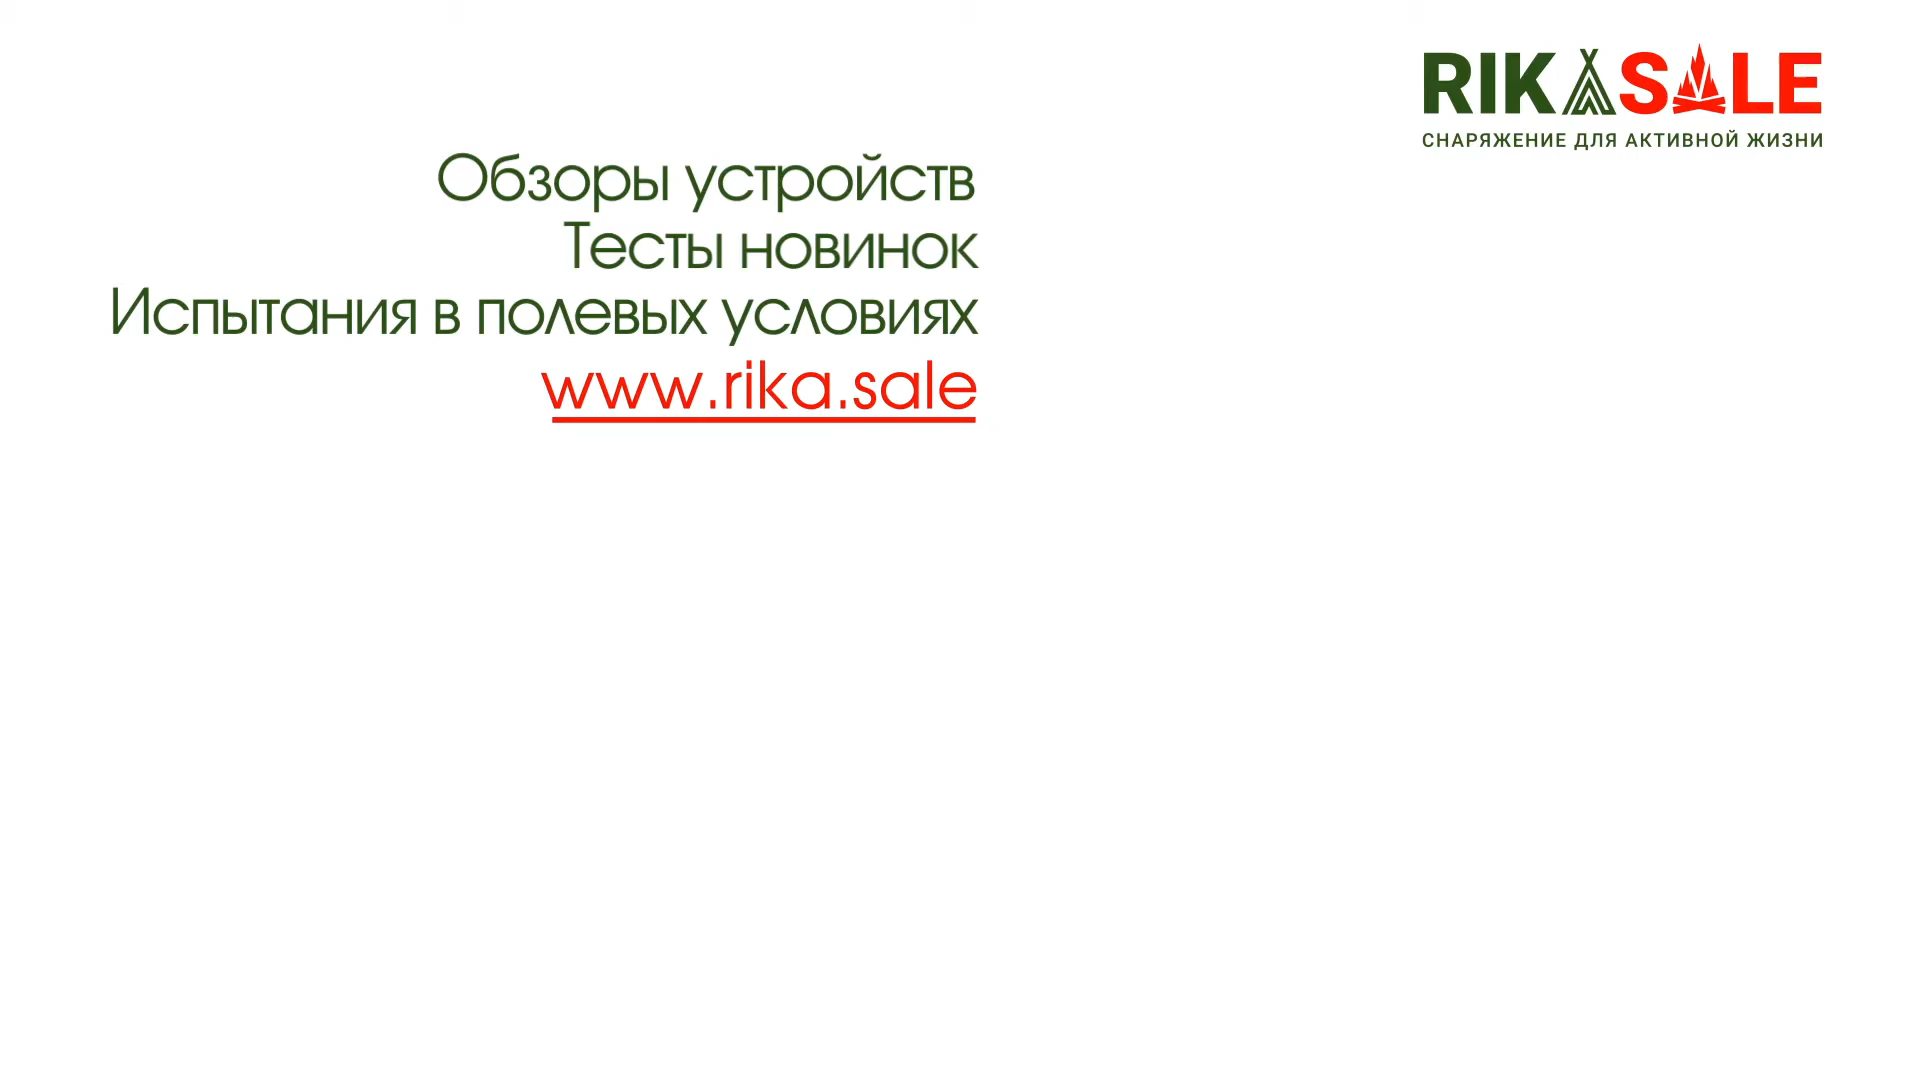 RIKASALE
СНАРЯЖЕНИЕ ДЛЯ АКТИВНОЙ ЖИЗНИ
Обзоры устройств
Тесты новинок
Испытания в полевых условиях
www.rika.sale